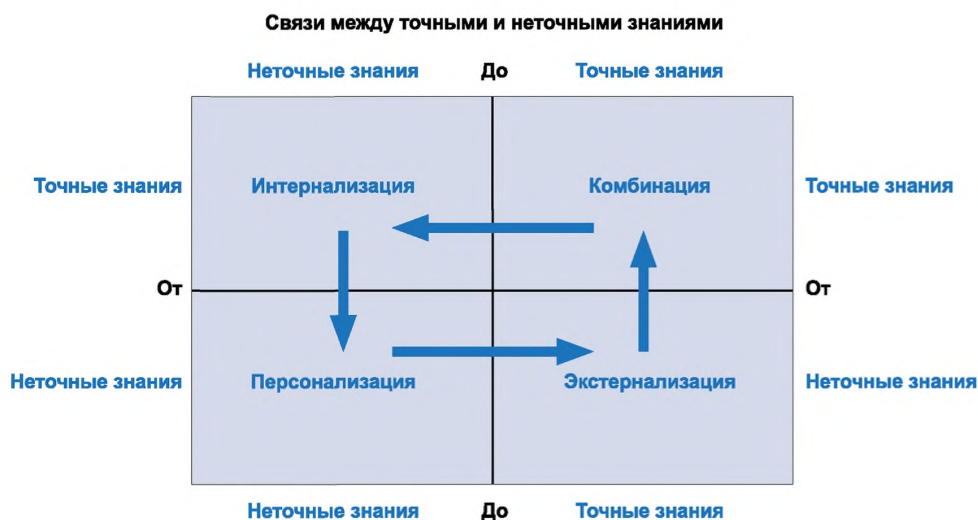 Связи между точными и неточными знаниями
Неточные знания До Точные знания
Точные знания Интернализация Комбинация Точные знания
От От
Неточные знания Персонализация Экстернализация Неточные знания
Неточные знания До Точные знания